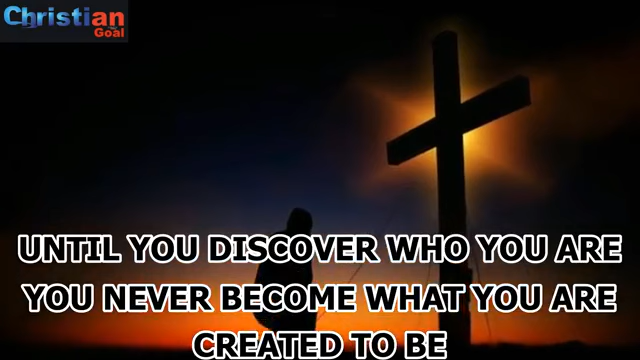 Christian
Goal
UNTIL YOU DISCOVER WHO YOU ARE
YOU NEVER BECOME WHAT YOU ARE
CREATED TO BE